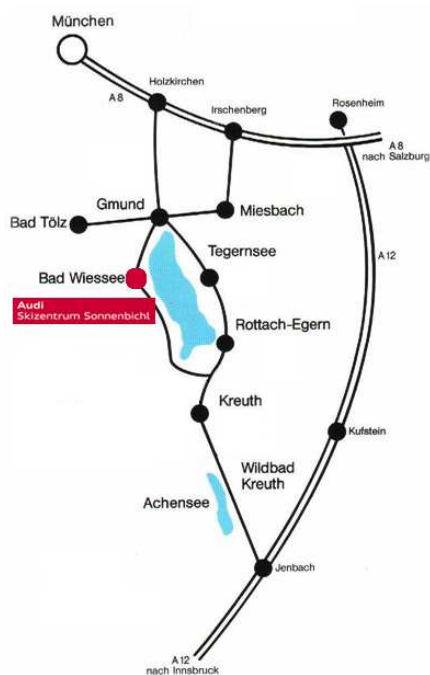 München
Holzkirchen
A8
Irschenberg
Rosenheim
A8
nach Salzburg
Gmund
Miesbach
Bad Tölz
Tegernsee
A12
Bad Wiessee
Audi
Skizentrum Sonnenbichl
Rottach-Egern
Kreuth
Kufstein
Wildbad
Kreuth
Achensee
Jenbach
A12
nach Innsbruck